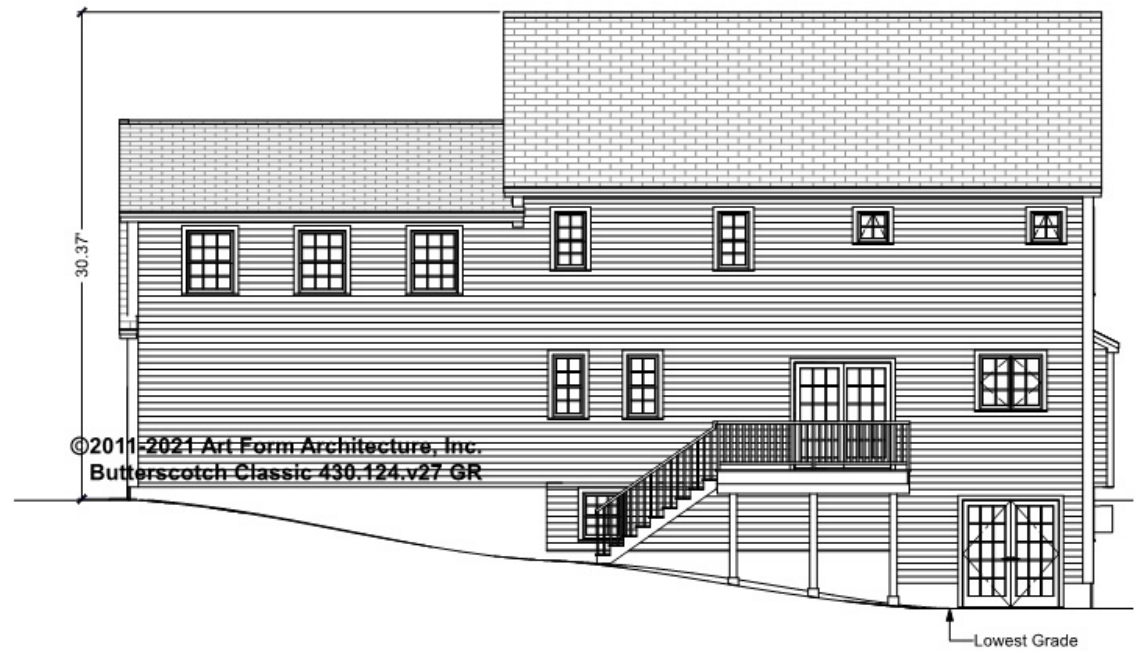 30.37'
©2011-2021 Art Form Architecture, Inc.
Butterscotch Classic 430.124.v27 GR
Lowest Grade